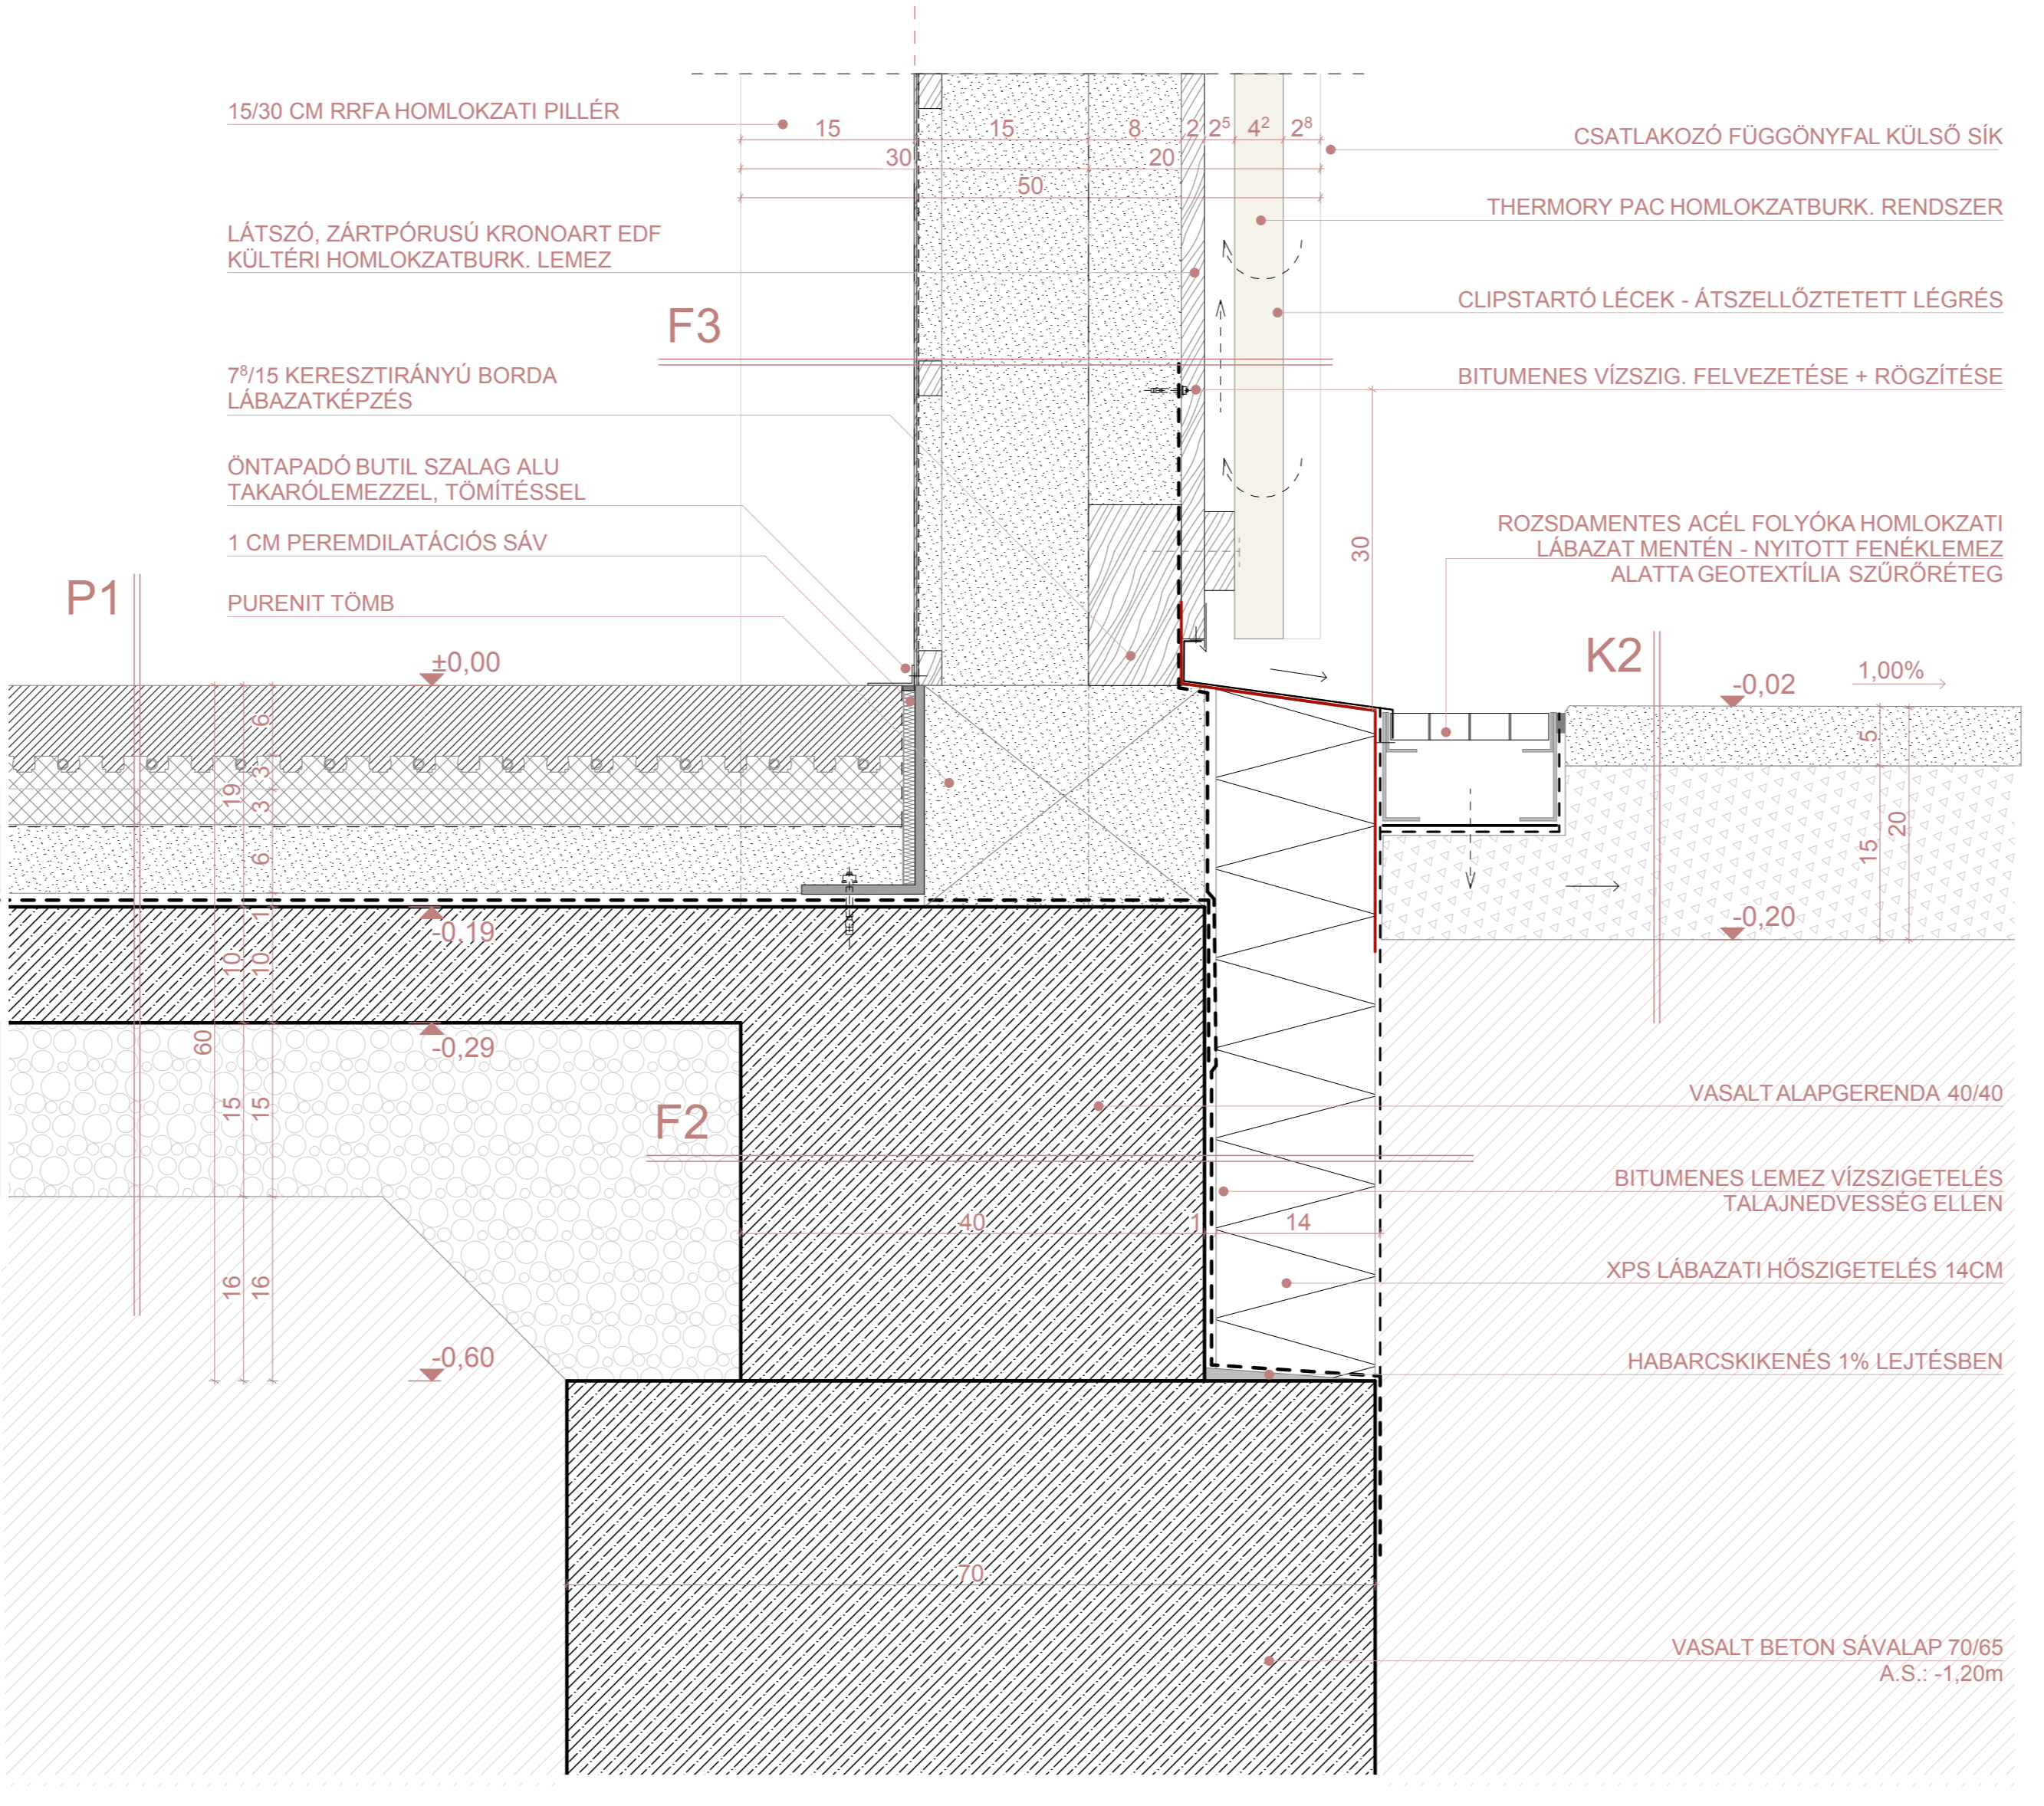 15/30 CM RRFA HOMLOKZATI PILLÉR
LÁTSZÓ, ZÁRTPÓRUSÚ KRONOART EDF
KÜLTÉRI HOMLOKZATBURK. LEMEZ
F3
7⁸/15 KERESZTIRÁNYÚ BORDA
LÁBAZATKÉPZÉS
ÖNTAPADÓ BUTIL SZALAG ALU
TAKARÓLEMEZZEL, TÖMÍTÉSSEL
1 CM PEREMDILATÁCIÓS SÁV
P1
PURENIT TÖMB
15 15 8 2 2⁵ 4² 2⁸
30 20
50
CSATLAKOZÓ FÜGGÖNYFAL KÜLSŐ SÍK
THERMORY PAC HOMLOKZATBURK. RENDSZER
CLIPSTARTÓ LÉCEK - ÁTSZELLŐZTETETT LÉGRÉS
BITUMENES VÍZSZIG. FELVEZETÉSE + RÖGZÍTÉSE
30
ROZSDAMENTES ACÉL FOLYÓKA HOMLOKZATI
LÁBAZAT MENTÉN - NYITOTT FENÉKLEMEZ
ALATTA GEOTEXTÍLIA SZŰRŐRÉTEG
K2
1,00%
-0,02
5
15
20
-0,20
±0,00
6
3
3
6
1
10
15
16
19
10
15
16
60
-0,19
-0,29
-0,60
F2
40 1 14
VASALT ALAPGERENDA 40/40
BITUMENES LEMEZ VÍZSZIGETELÉS
TALAJNEDVESSÉG ELLEN
XPS LÁBAZATI HŐSZIGETELÉS 14CM
HABARCSKIKENÉS 1% LEJTÉSBEN
70
VASALT BETON SÁVALAP 70/65
A.S.: -1,20m